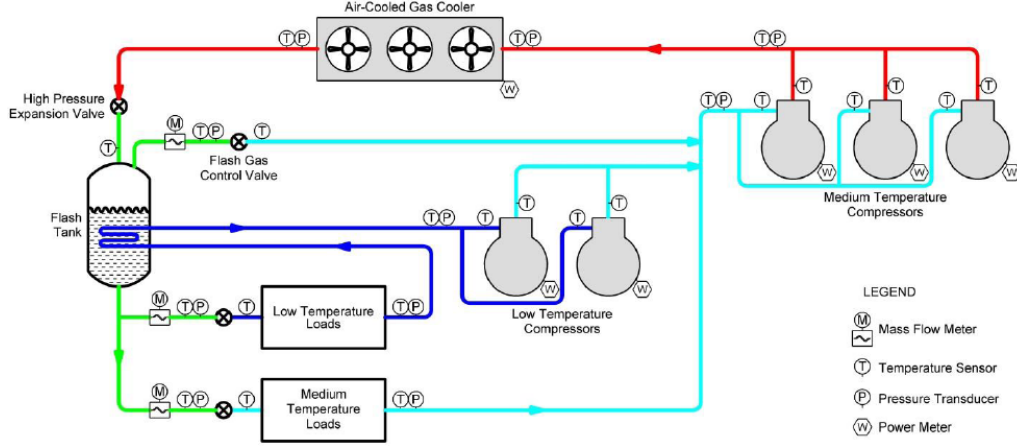 Air-Cooled Gas Cooler
T P
T P
T P
W
High Pressure
Expansion Valve
T
M
T P
T
Flash Gas
Control Valve
T P
T
T
T
T
T
T
W
W
W
Medium Temperature
Compressors
Flash
Tank
T P
T
T
T
T
W
W
Low Temperature
Compressors
M
T P
T
Low Temperature
Loads
T P
M
T P
T
Medium
Temperature
Loads
T P
LEGEND
M
Mass Flow Meter
T
Temperature Sensor
P
Pressure Transducer
W
Power Meter